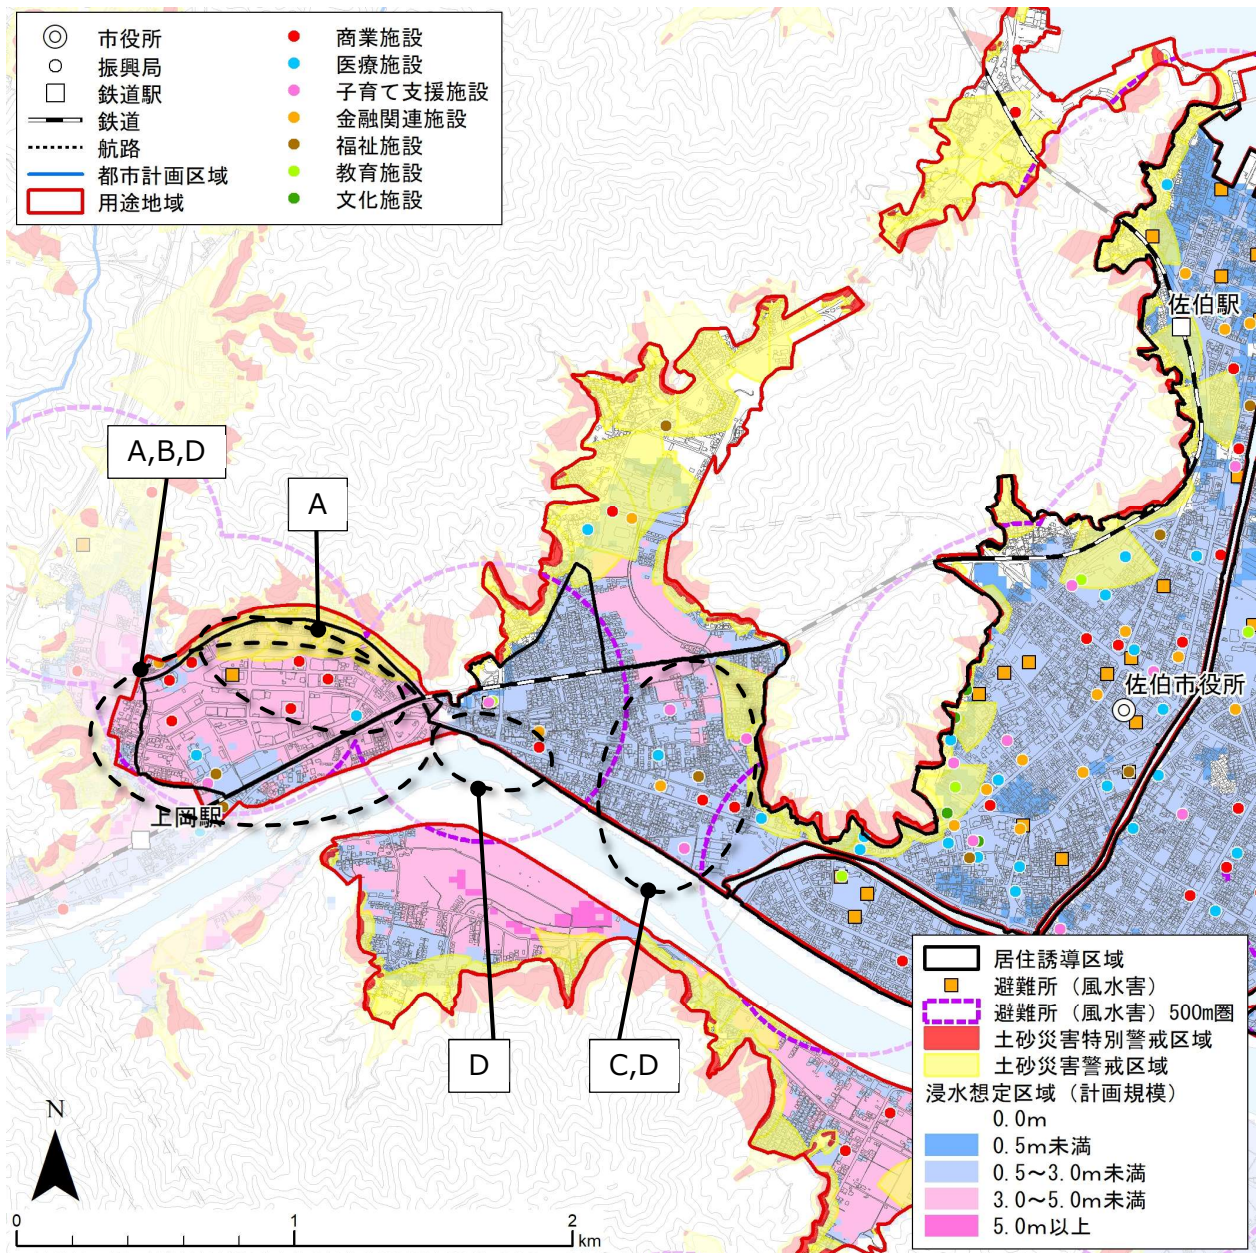 市役所
振興局
鉄道駅
鉄道
航路
都市計画区域
用途地域
商業施設
医療施設
子育て支援施設
金融関連施設
福祉施設
教育施設
文化施設
佐伯駅
A,B,D
A
佐伯市役所
上岡駅
D
C,D
居住誘導区域
避難所（風水害）
避難所（風水害）500m圏
土砂災害特別警戒区域
土砂災害警戒区域
浸水想定区域（計画規模）
0.0m
0.5m未満
0.5～3.0m未満
3.0～5.0m未満
5.0m以上
N
0 1 2 km